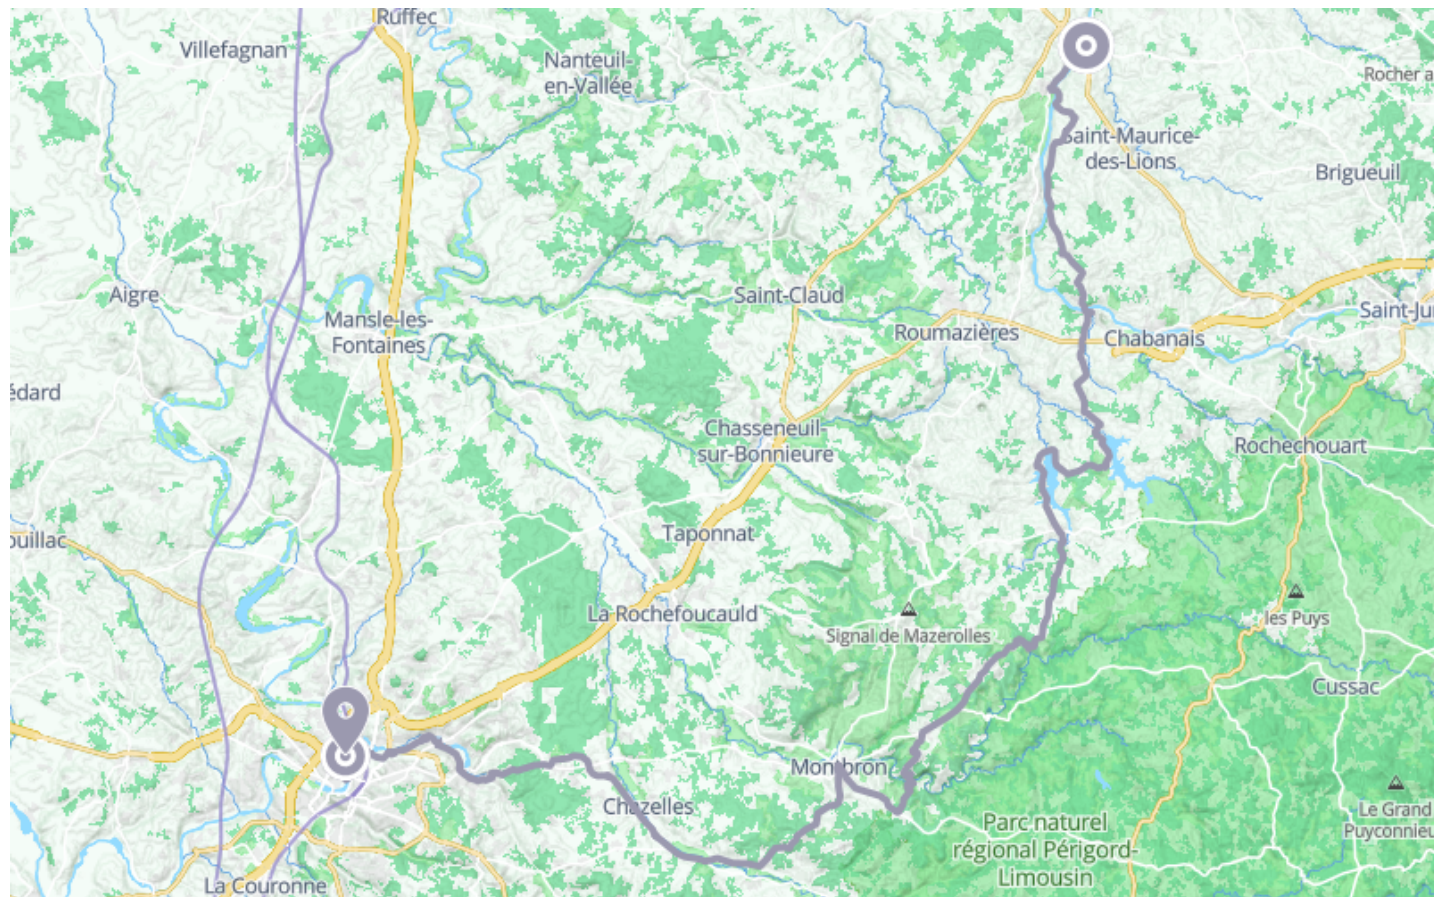 Ruffec
Villefagnan
Nanteuil-
en-Vallée
Rocher a
Saint-Maurice-
des-Lions
Brigueuil
Aigre
Saint-Claud
Mansle-les-
Fontaines
Roumazières
Chabanais
Saint-Ju
édard
Chasseneuil-
sur-Bonnieure
Rochechouart
ouillac
Taponnat
La Rochefoucauld
Signal de Mazerolles
les Puys
Cussac
Montbron
Chazelles
Parc naturel
régional Périgord-
Limousin
Le Grand
Puyconnieu
La Couronne